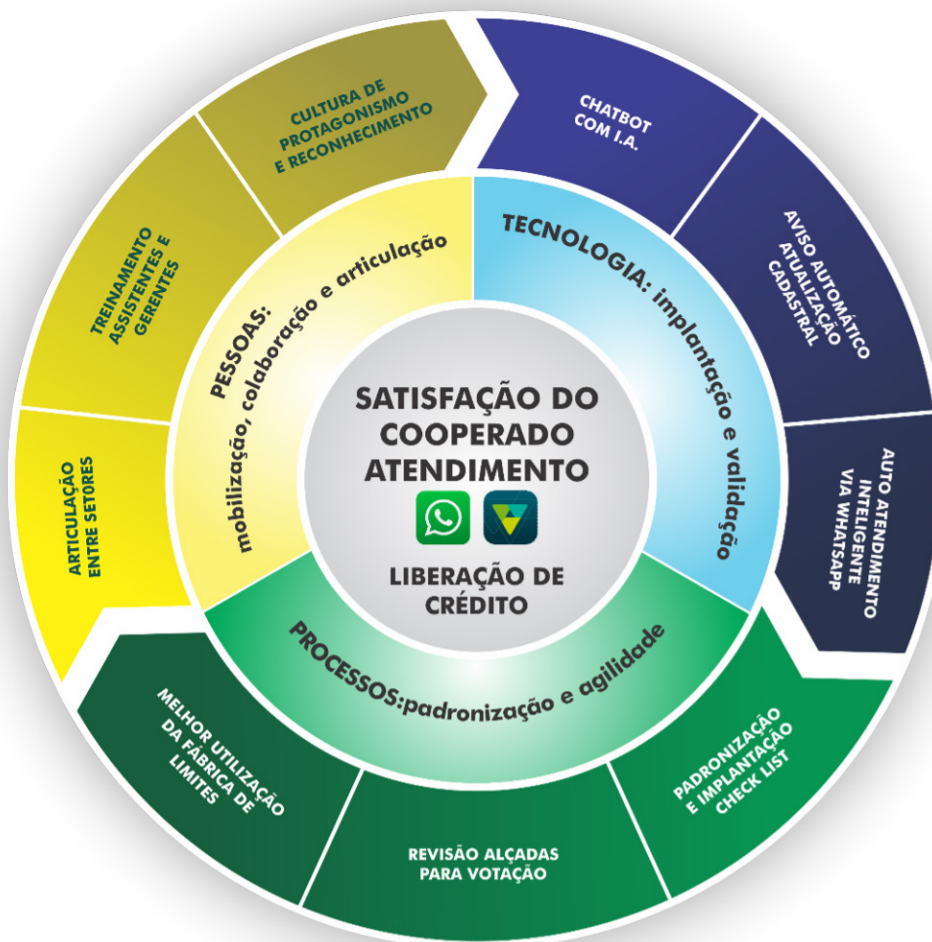 SATISFAÇÃO DO
COOPERADO
ATENDIMENTO
LIBERAÇÃO DE
CRÉDITO
TECNOLOGIA: implantação e validação
PROCESSOS:padronização e agilidade
PESSOAS:
mobilização, colaboração e articulação
CHATBOT
COM I.A.
AVISO AUTOMÁTICO
ATUALIZAÇÃO
CADASTRAL
AUTO ATENDIMENTO
INTELIGENTE
VIA WHATSAPP
PADRONIZAÇÃO
E IMPLANTAÇÃO
CHECK LIST
REVISÃO ALÇADAS
PARA VOTAÇÃO
MELHOR UTILIZAÇÃO
DA FÁBRICA DE
LIMITES
ARTICULAÇÃO
ENTRE SETORES
TREINAMENTO
ASSISTENTES E
GERENTES
CULTURA DE
PROTAGONISMO
E RECONHECIMENTO